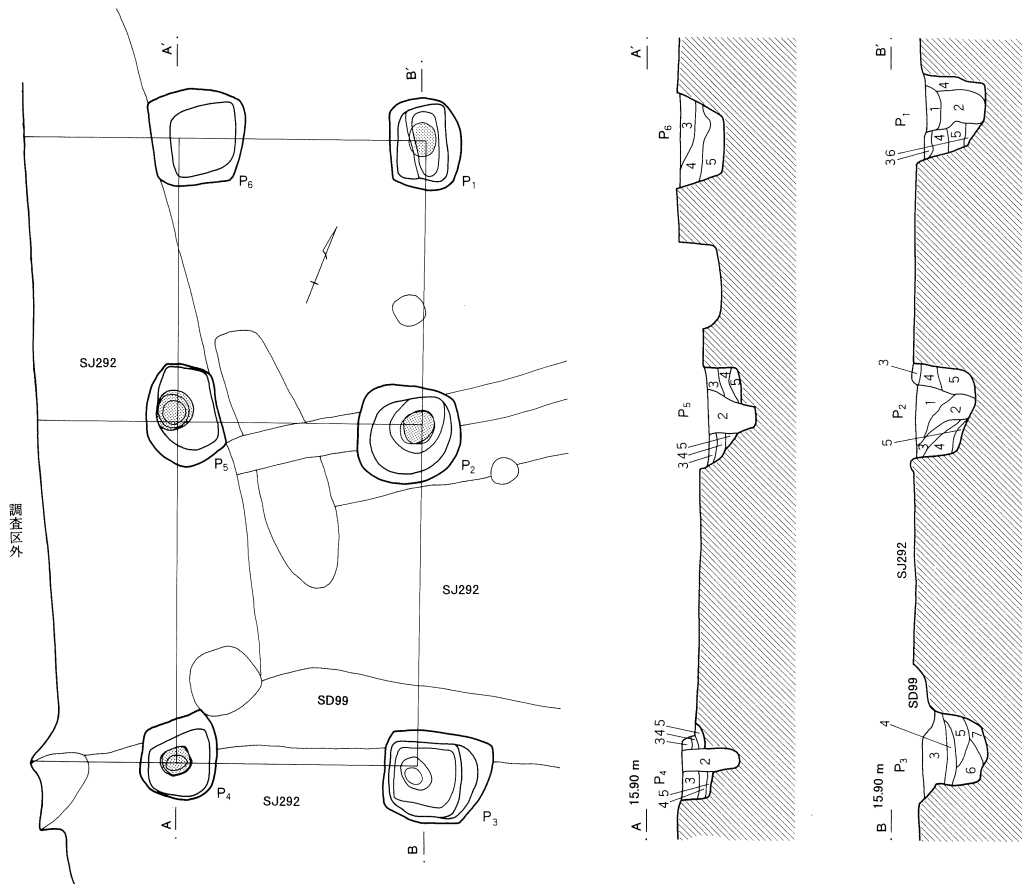 A´
B´
P₆
P₁
SJ292
P₅
P₂
調査区外
SJ292
SD99
P₄
SJ292
P₃
A
B
A´
P₆
3
4
5
P₅
3
4
5
2
3 4 5
3 4 5
P₄
2
3
4 5
A 15.90 m
B´
P₁
4
1
2
4
5
3 6
P₂
3
4
5
1
2
3
4
5
SJ292
SD99
P₃
4
3
5
7
6
B 15.90 m